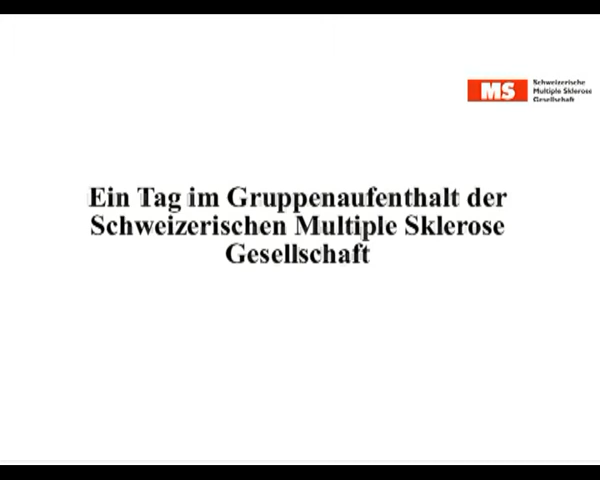 MS
Schweizerische
Multiple Sklerose
Gesellschaft
Ein Tag im Gruppenaufenthalt der
Schweizerischen Multiple Sklerose
Gesellschaft